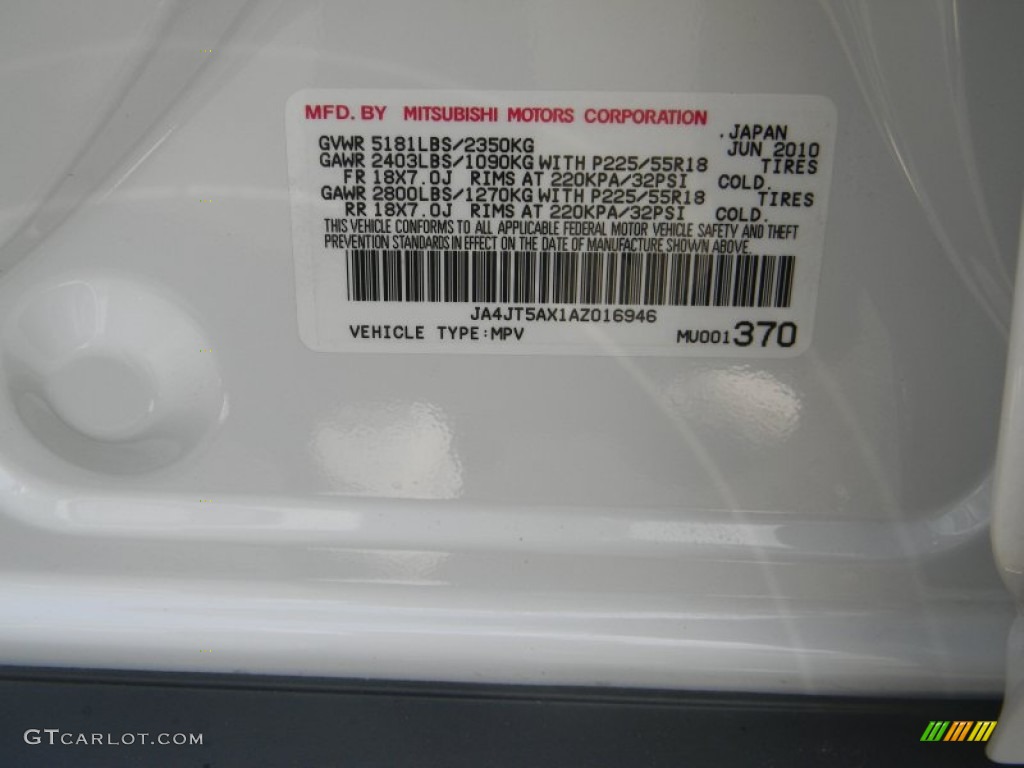 MFD. BY MITSUBISHI MOTORS CORPORATION
. JAPAN
GVWR 5181LBS/2350KG JUN 2010
GAWR 2403LBS/1090KG WITH P225/55R18 TIRES
FR 18X7.0J RIMS AT 220KPA/32PSI COLD.
GAWR 2800LBS/1270KG WITH P225/55R18 TIRES
RR 18X7.0J RIMS AT 220KPA/32PSI COLD.
THIS VEHICLE CONFORMS TO ALL APPLICABLE FEDERAL MOTOR VEHICLE SAFETY AND THEFT
PREVENTION STANDARDS IN EFFECT ON THE DATE OF MANUFACTURE SHOWN ABOVE.
JA4JT5AX1AZ016946
VEHICLE TYPE:MPV MU001370
GTCARLOT.COM